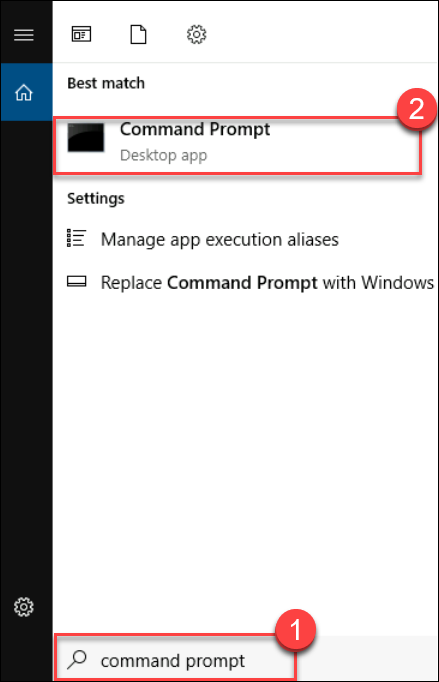 Best match
2
Command Prompt
Desktop app
Settings
Manage app execution aliases
Replace Command Prompt with Windows
1
command prompt